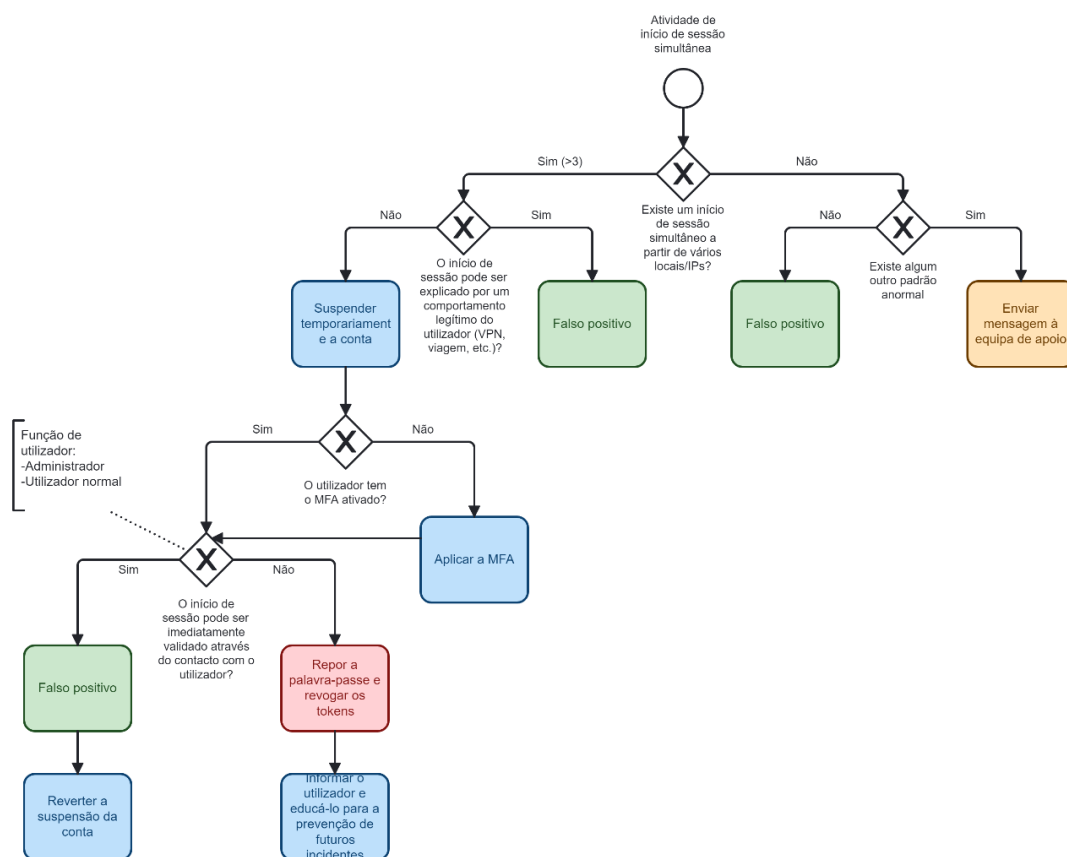 Atividade de
início de sessão
simultânea
Sim (>3)
Não
Existe um início
de sessão
simultâneo a
partir de vários
locais/IPs?
Não
Sim
Não
Sim
O início de
sessão pode ser
explicado por um
comportamento
legítimo do
utilizador (VPN,
viagem, etc.)?
Existe algum
outro padrão
anormal
Suspender
temporariament
e a conta
Falso positivo
Falso positivo
Enviar
mensagem à
equipa de apoio
Função de
utilizador:
-Administrador
-Utilizador normal
Sim
Não
O utilizador tem
o MFA ativado?
Aplicar a MFA
Sim
Não
O início de
sessão pode ser
imediatamente
validado através
do contacto com o
utilizador?
Falso positivo
Repor a
palavra-passe e
revogar os
tokens
Reverter a
suspensão da
conta
Informar o
utilizador e
educá-lo para a
prevenção de
futuros
incidentes